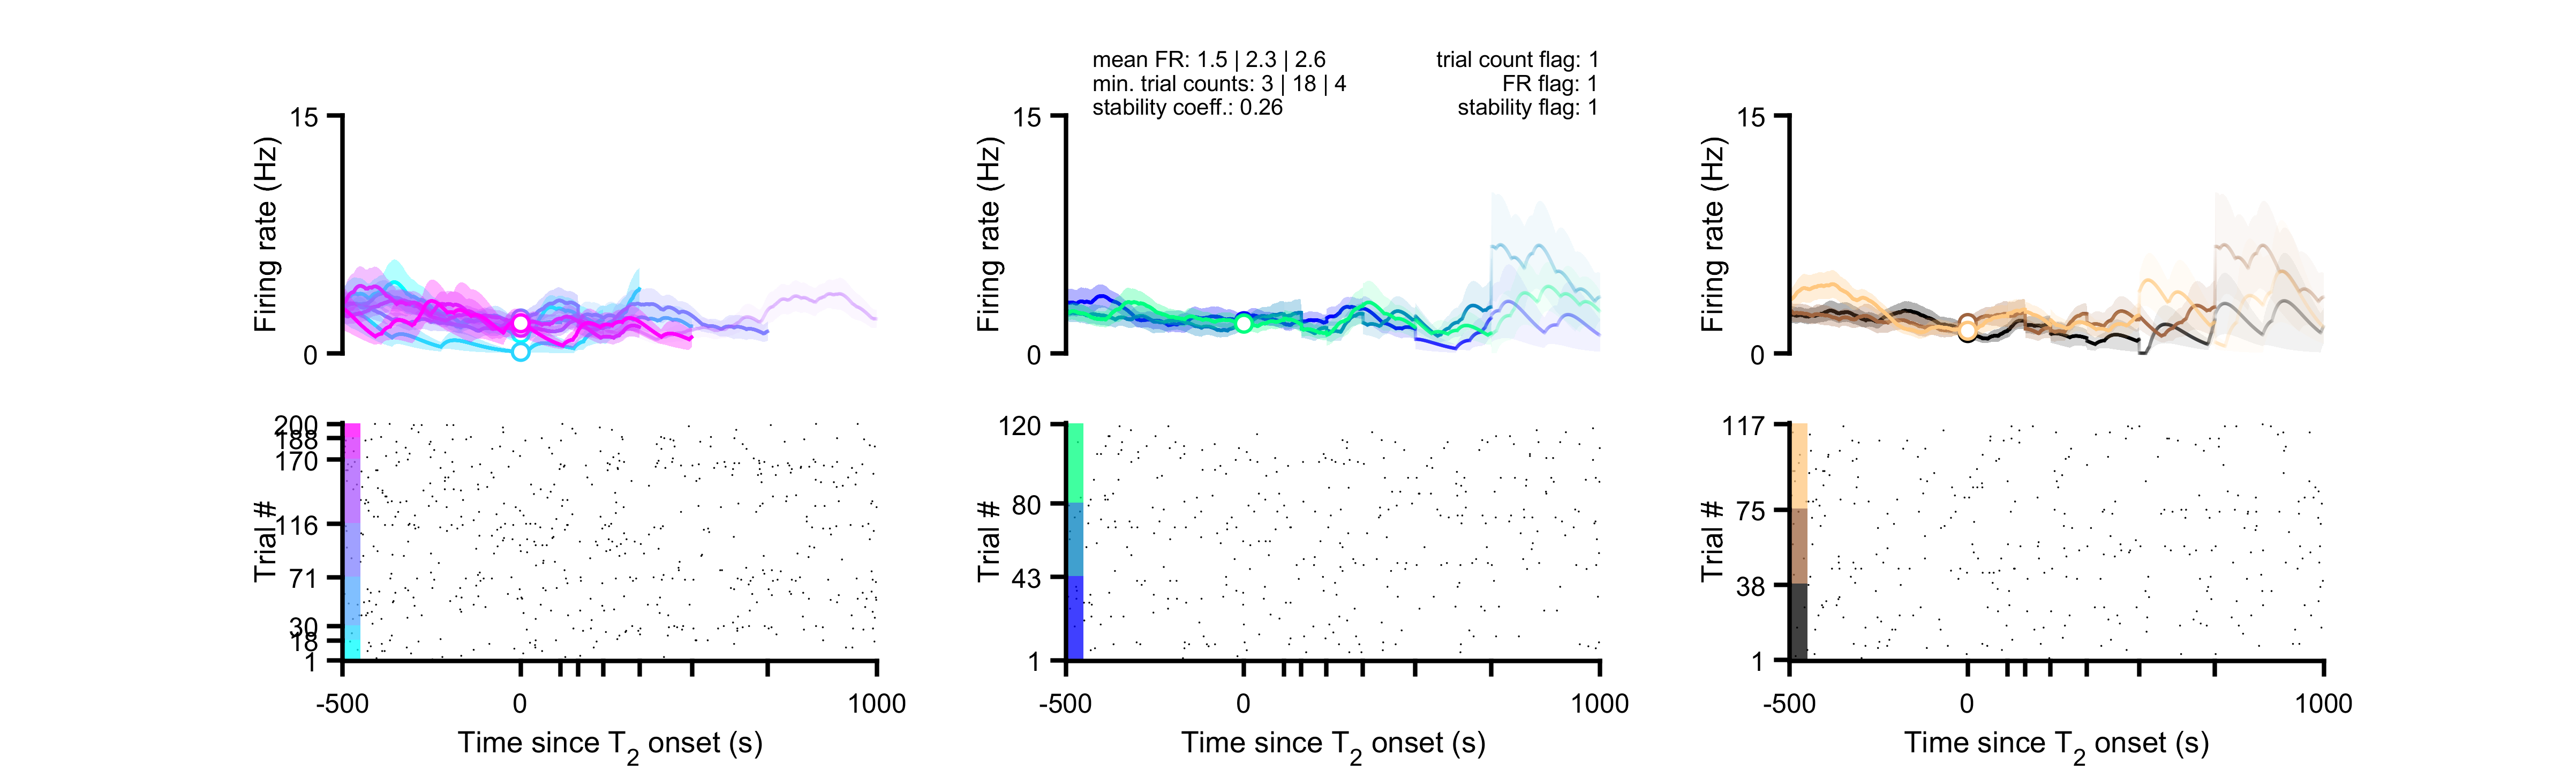 mean FR: 1.5 | 2.3 | 2.6
min. trial counts: 3 | 18 | 4
stability coeff.: 0.26
trial count flag: 1
FR flag: 1
stability flag: 1
15
Firing rate (Hz)
0
15
Firing rate (Hz)
0
15
Firing rate (Hz)
0
200
188
170
116
71
30
18
1
Trial #
-500
0
1000
Time since T2 onset (s)
120
80
43
1
Trial #
-500
0
1000
Time since T2 onset (s)
117
75
38
1
Trial #
-500
0
1000
Time since T2 onset (s)